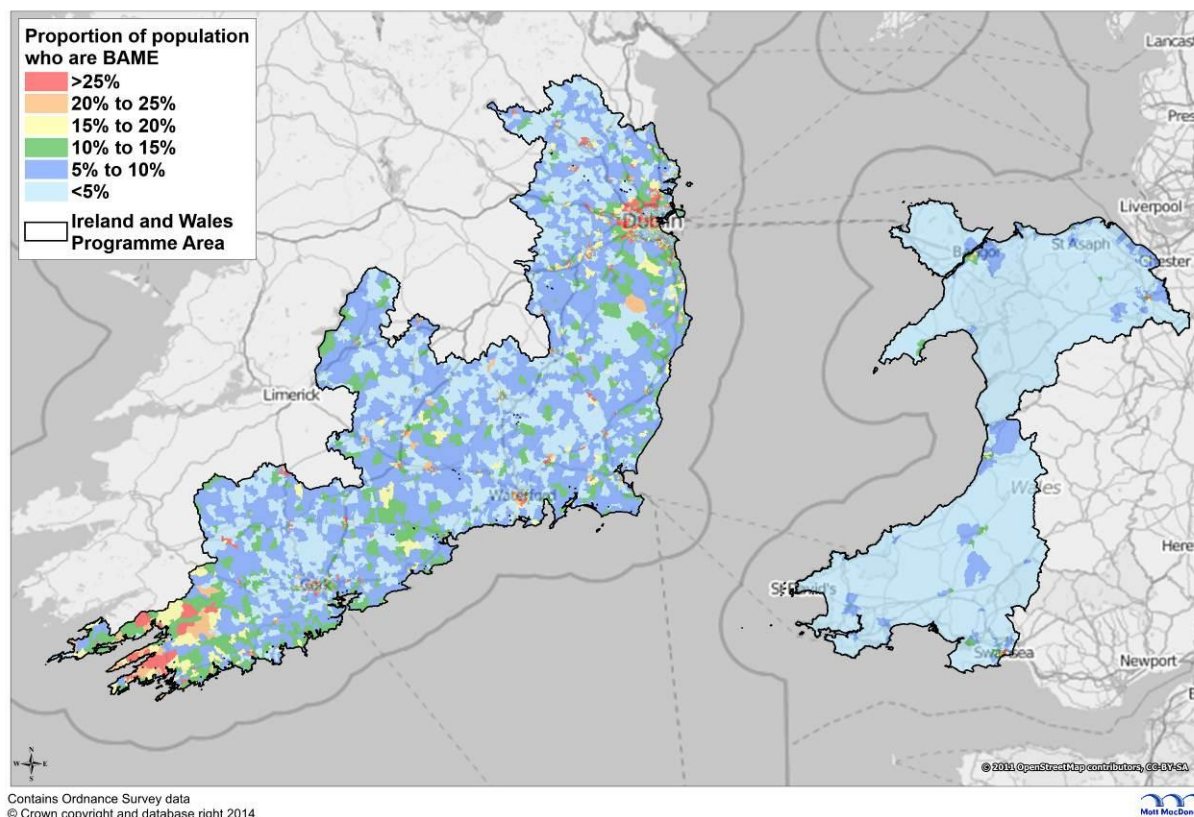 Proportion of population
who are BAME
>25%
20% to 25%
15% to 20%
10% to 15%
5% to 10%
<5%
Ireland and Wales
Programme Area
Lancas
Pres
Dublin
Liverpool
Bangor
St Asaph
Chester
Limerick
Wales
Waterford
Here
Cork
St David's
Swansea
Newport
N
W
E
S
© 2011 OpenStreetMap contributors, CC-BY-SA
Contains Ordnance Survey data
© Crown copyright and database right 2014
Mott MacDon